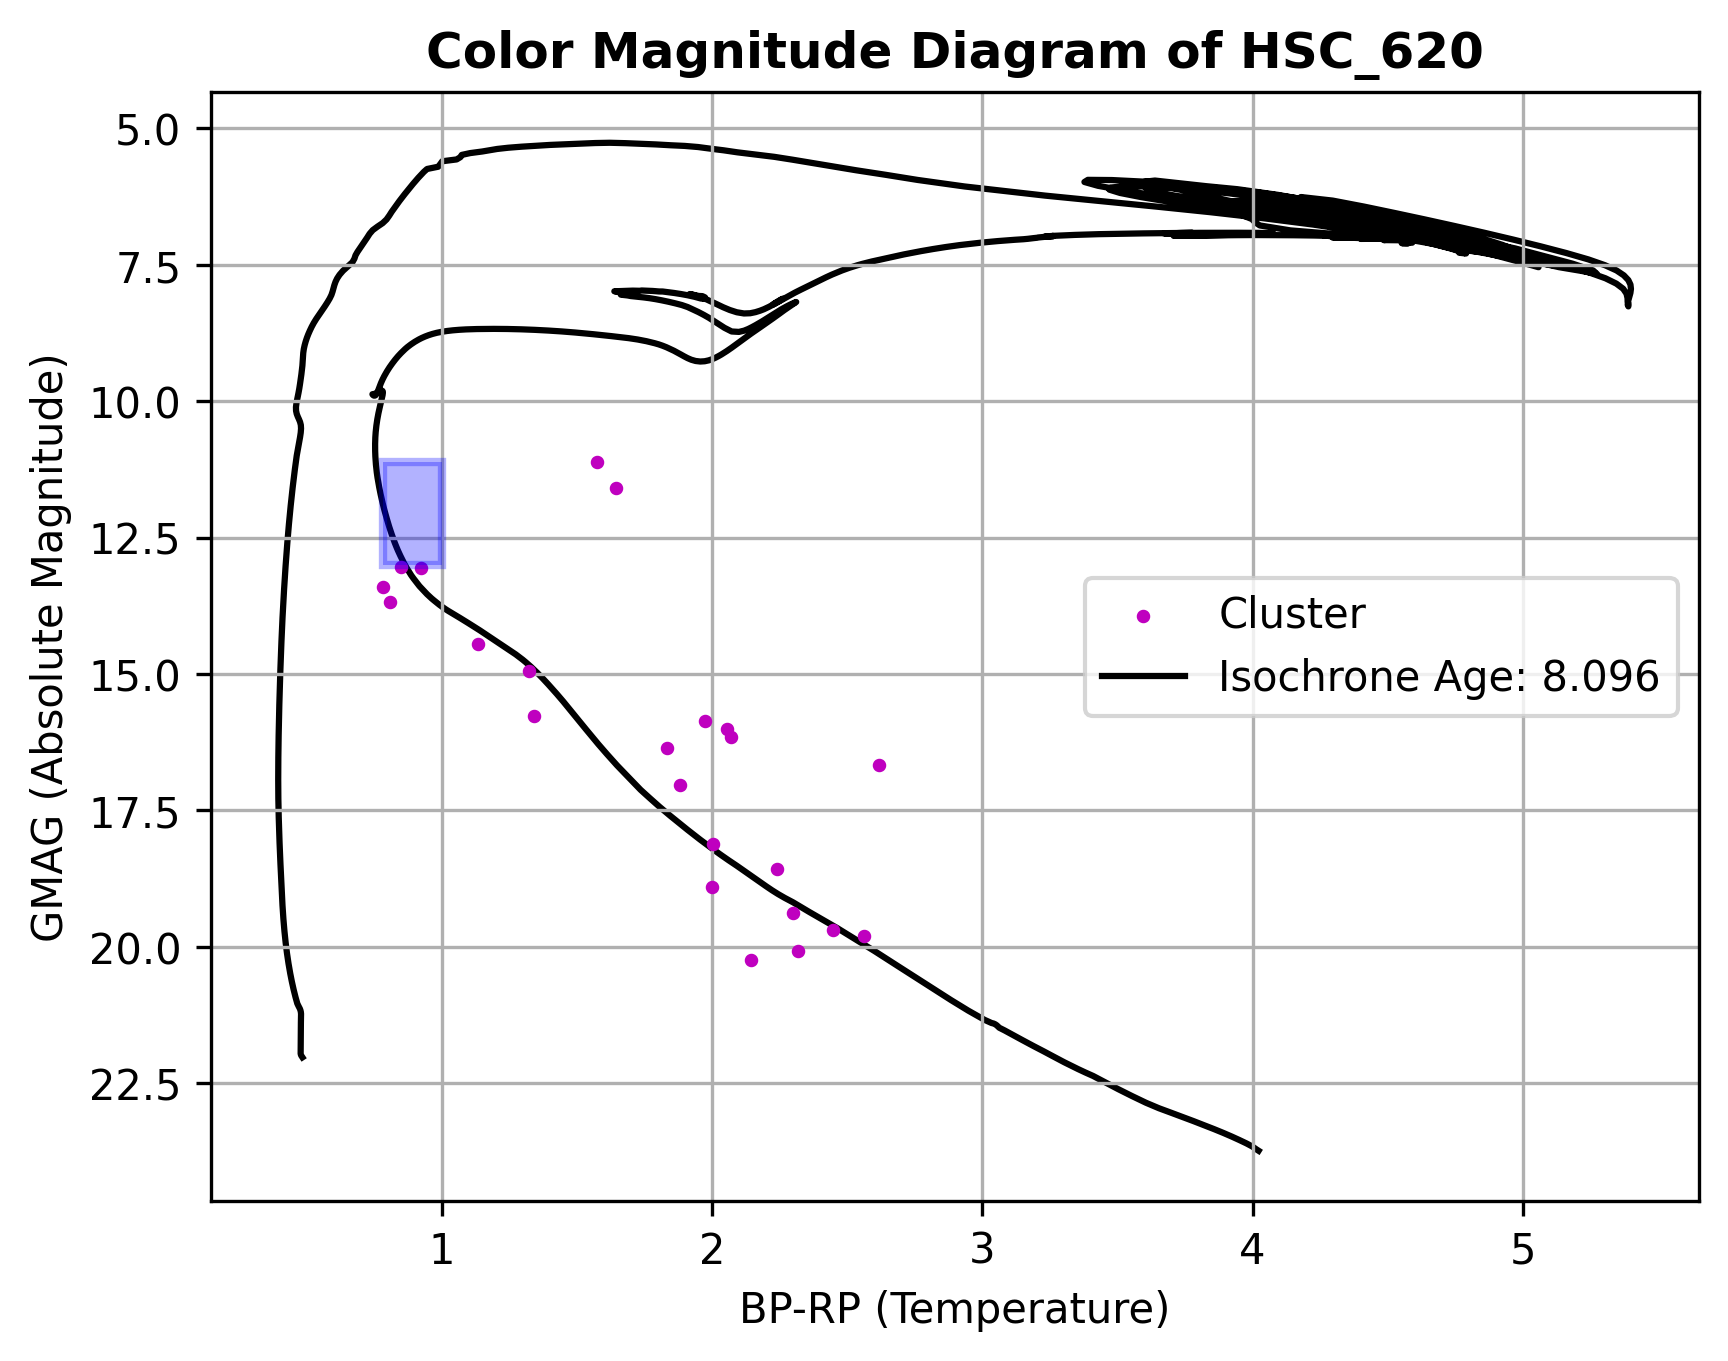 Color Magnitude Diagram of HSC_620
GMAG (Absolute Magnitude)
5.0
7.5
10.0
12.5
15.0
17.5
20.0
22.5
Cluster
Isochrone Age: 8.096
1 2 3 4 5
BP-RP (Temperature)